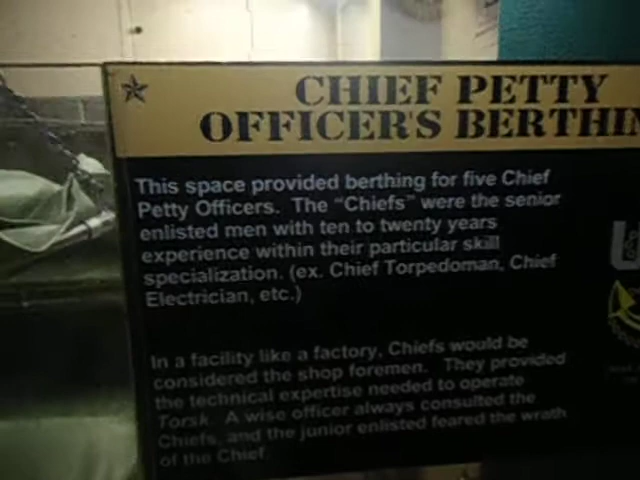 CHIEF PETTY
OFFICER'S BERTHIN
This space provided berthing for five Chief
Petty Officers. The "Chiefs" were the senior
enlisted men with ten to twenty years
experience within their particular skill
specialization. (ex. Chief Torpedoman, Chief
Electrician, etc.)
In a facility like a factory, Chiefs would be
considered the shop foremen. They provided
the technical expertise needed to operate
Torsk. A wise officer always consulted the
Chiefs, and the junior enlisted feared the wrath
of the Chief.